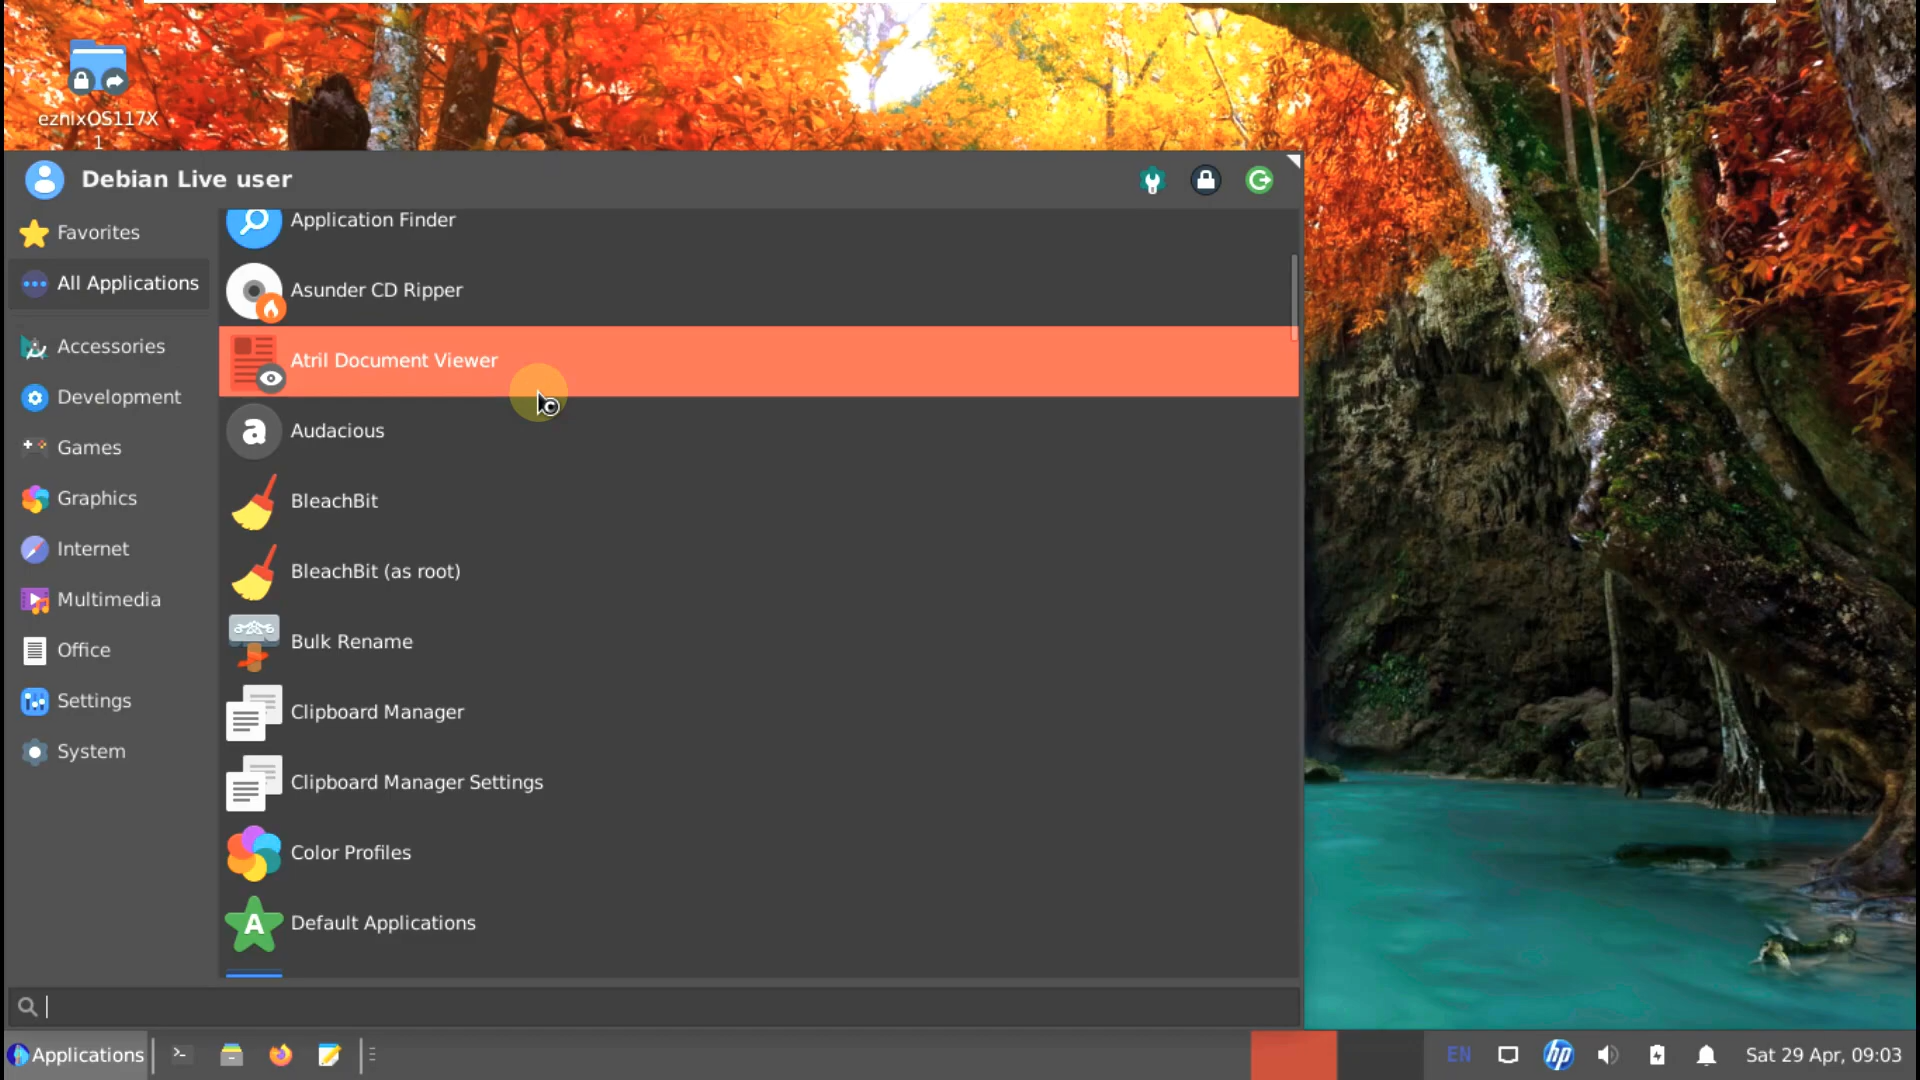 eznixOS117X
1
Debian Live user
Favorites
All Applications
Accessories
Development
Games
Graphics
Internet
Multimedia
Office
Settings
System
Application Finder
Asunder CD Ripper
Atril Document Viewer
a
Audacious
BleachBit
BleachBit (as root)
Bulk Rename
Clipboard Manager
Clipboard Manager Settings
Color Profiles
A
Default Applications
Applications
EN
hp
Sat 29 Apr, 09:03